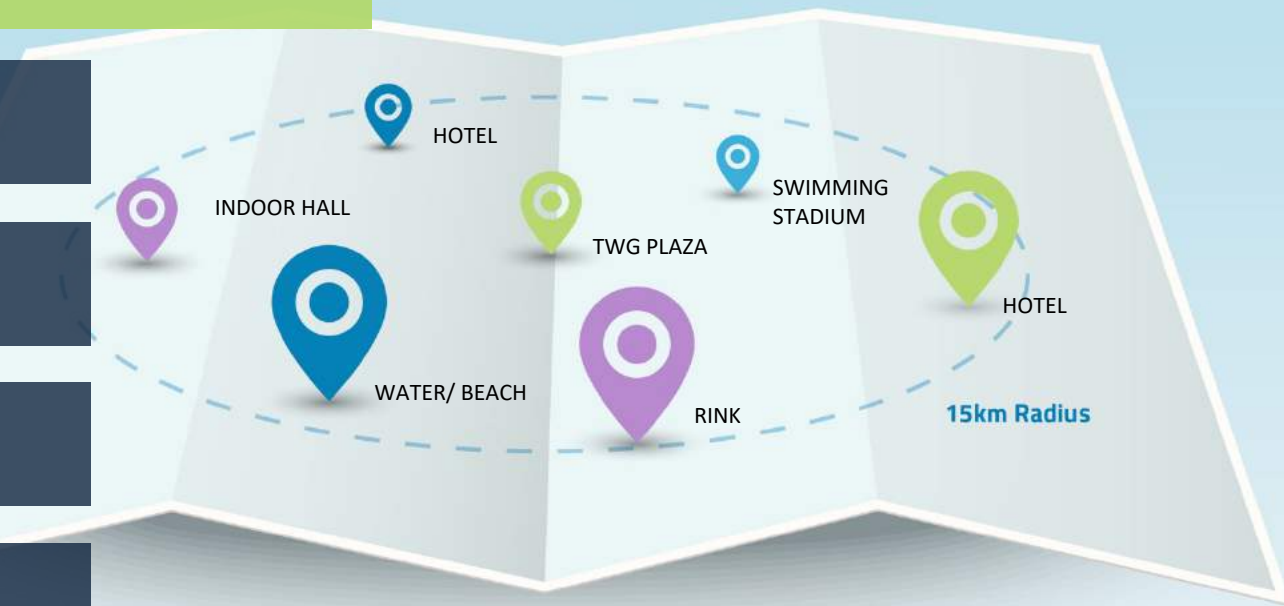 HOTEL
SWIMMING
STADIUM
INDOOR HALL
TWG PLAZA
HOTEL
WATER/ BEACH
RINK
15km Radius